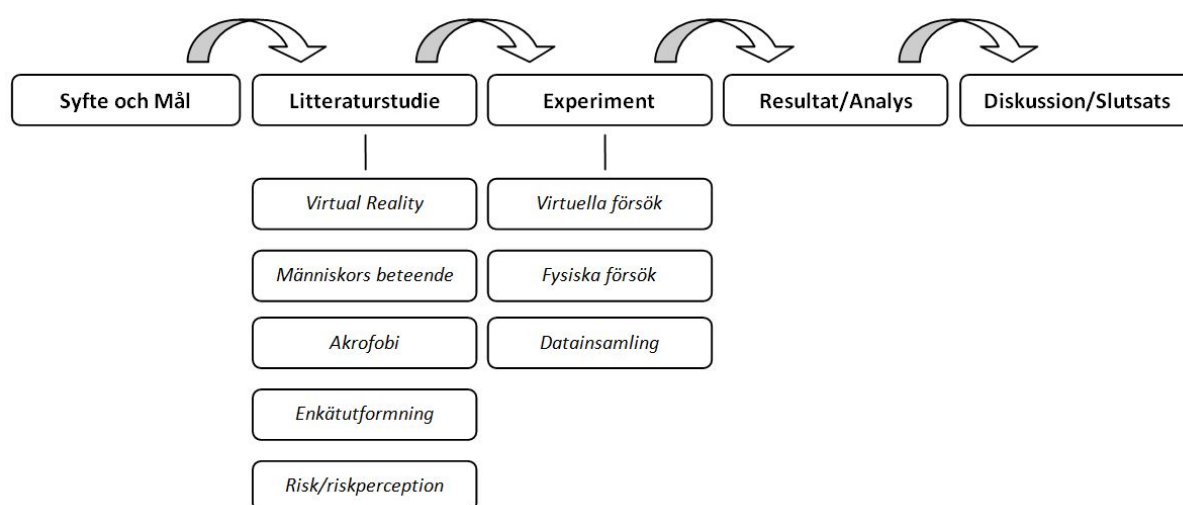 Syfte och Mål
Litteraturstudie
Experiment
Resultat/Analys
Diskussion/Slutsats
Virtual Reality
Människors beteende
Akrofobi
Enkätutformning
Risk/riskperception
Virtuella försök
Fysiska försök
Datainsamling